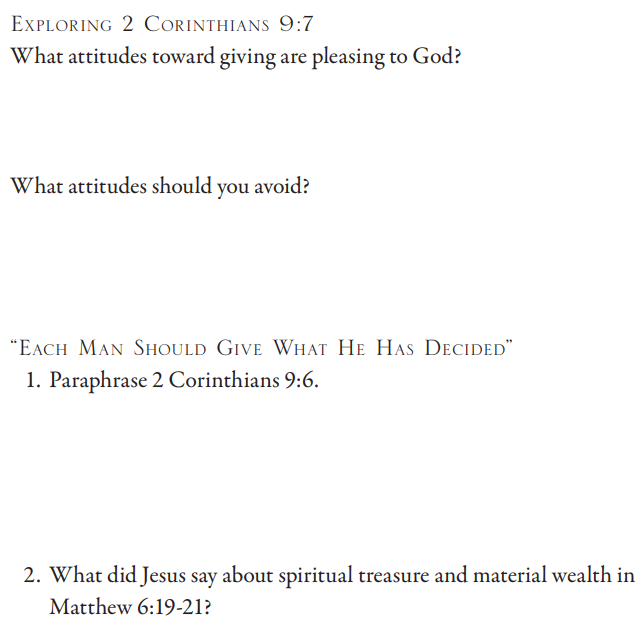 Exploring 2 Corinthians 9:7
What attitudes toward giving are pleasing to God?
What attitudes should you avoid?
“Each Man Should Give What He Has Decided”
1. Paraphrase 2 Corinthians 9:6.
2. What did Jesus say about spiritual treasure and material wealth in
Matthew 6:19-21?